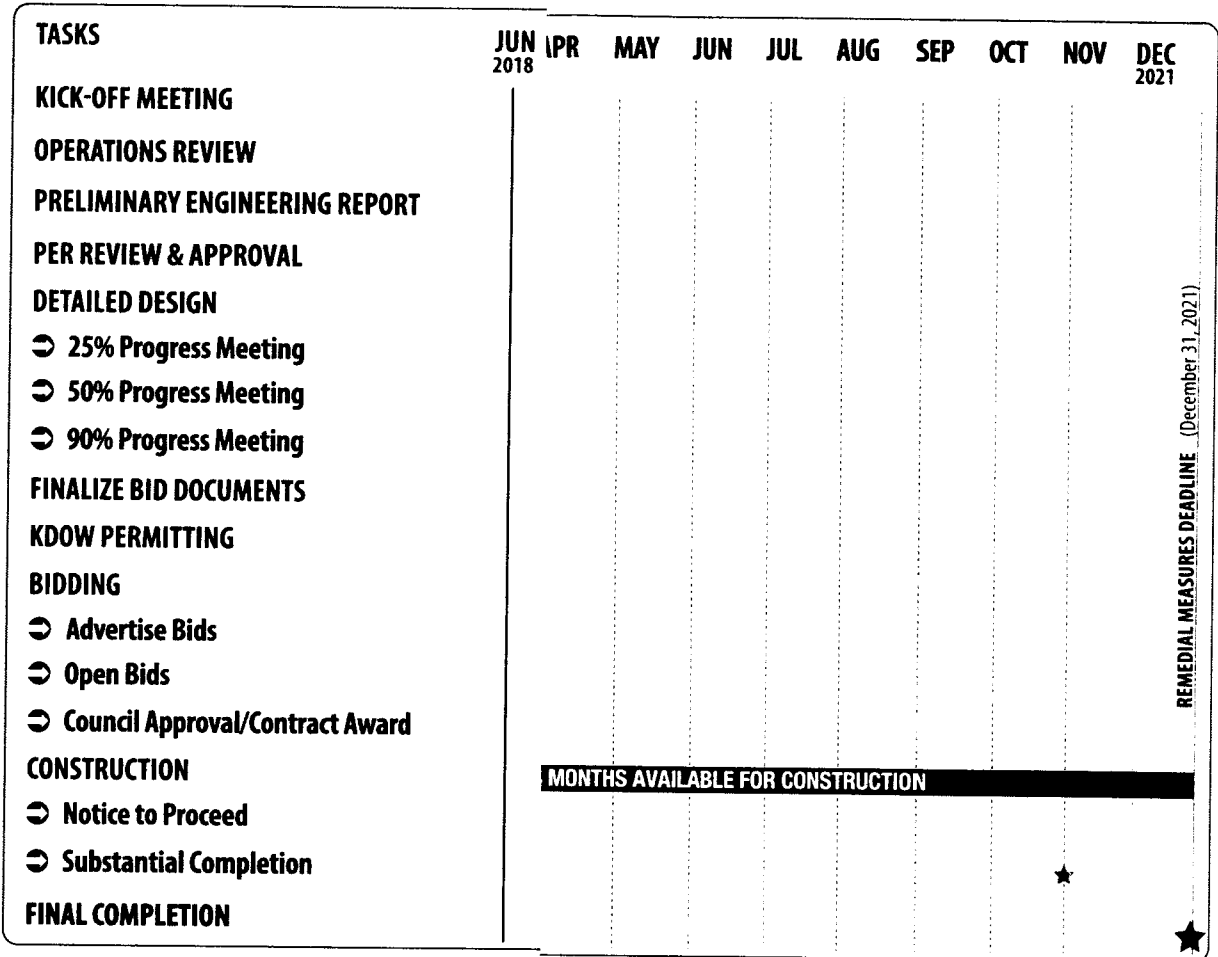 TASKS
JUN APR MAY JUN JUL AUG SEP OCT NOV DEC
2018 2021
KICK-OFF MEETING
OPERATIONS REVIEW
PRELIMINARY ENGINEERING REPORT
PER REVIEW & APPROVAL
DETAILED DESIGN
➲ 25% Progress Meeting
➲ 50% Progress Meeting
➲ 90% Progress Meeting
FINALIZE BID DOCUMENTS
KDOW PERMITTING
BIDDING
➲ Advertise Bids
➲ Open Bids
➲ Council Approval/Contract Award
CONSTRUCTION
MONTHS AVAILABLE FOR CONSTRUCTION
➲ Notice to Proceed
➲ Substantial Completion
FINAL COMPLETION
REMEDIAL MEASURES DEADLINE (December 31, 2021)